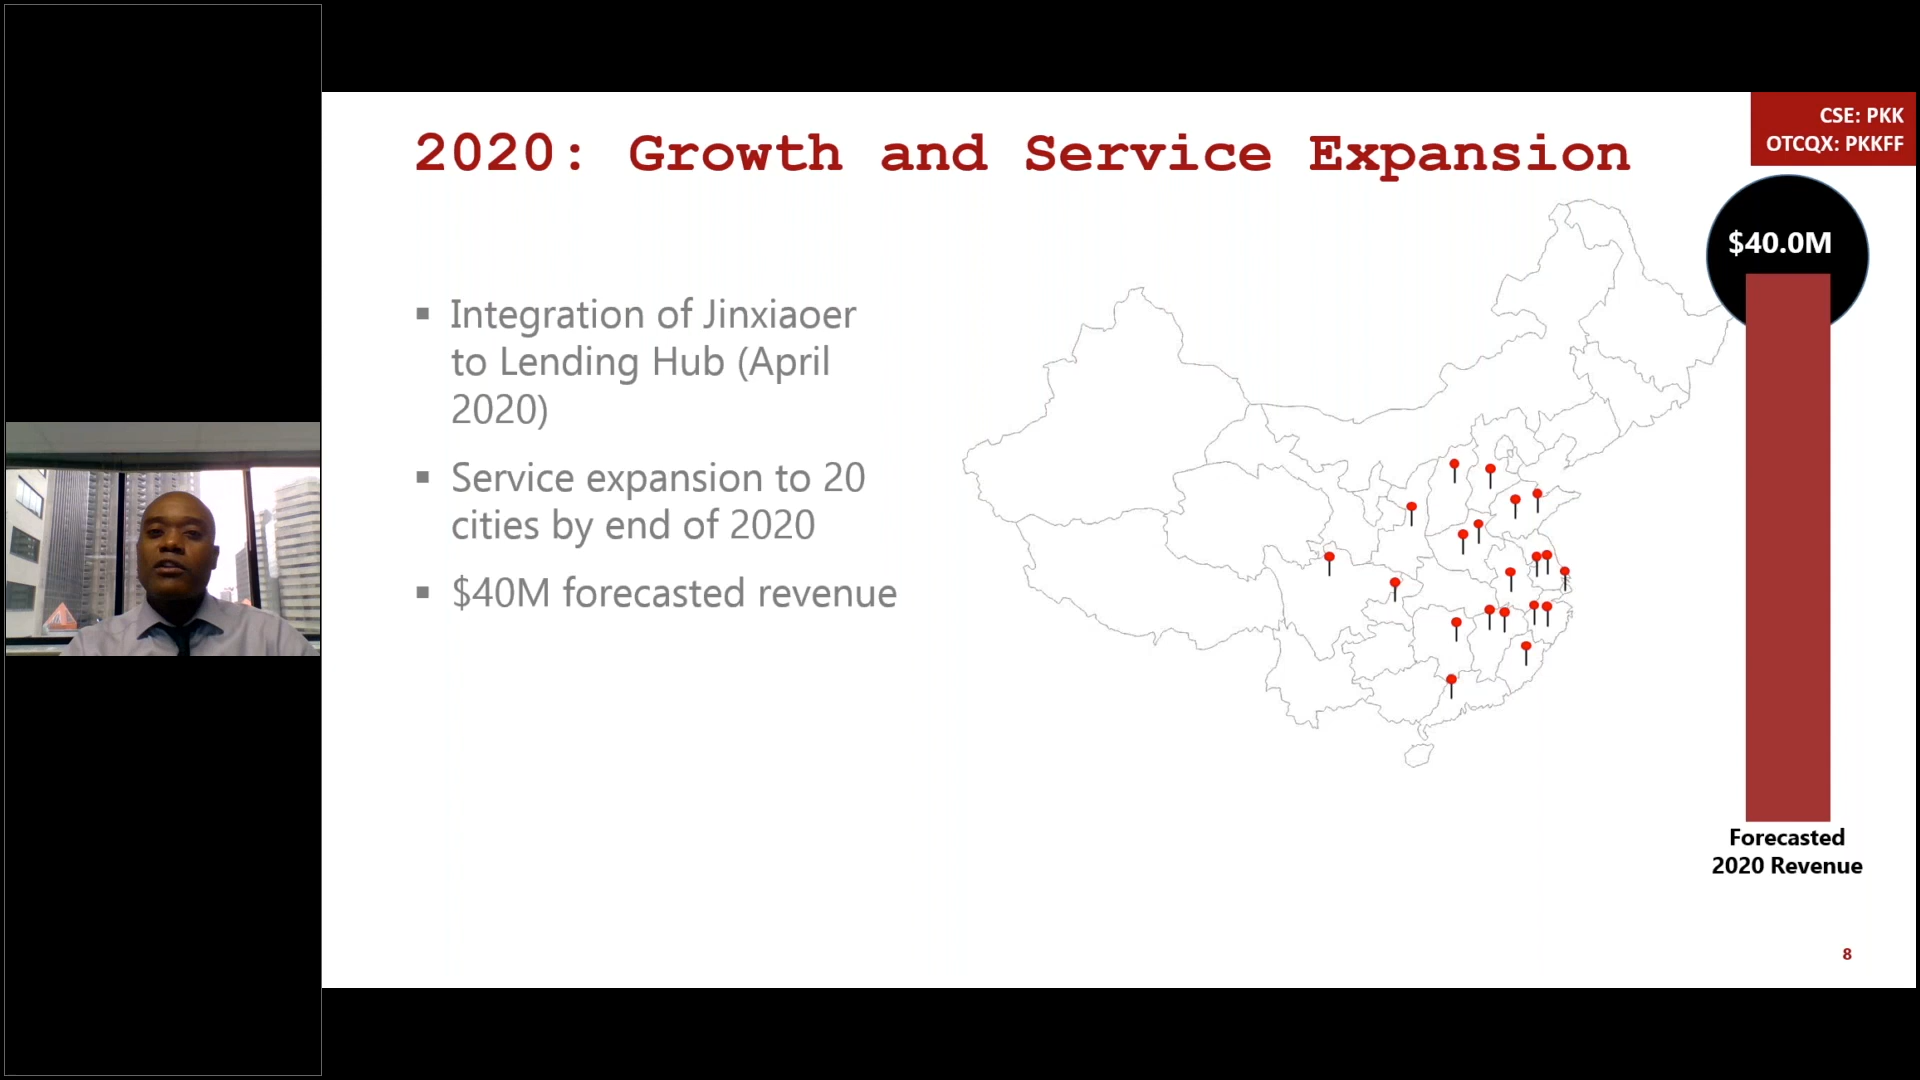 CSE: PKK
OTCQX: PKKFF
2020: Growth and Service Expansion
$40.0M
▪ Integration of Jinxiaoer
to Lending Hub (April
2020)
▪ Service expansion to 20
cities by end of 2020
▪ $40M forecasted revenue
Forecasted
2020 Revenue
8